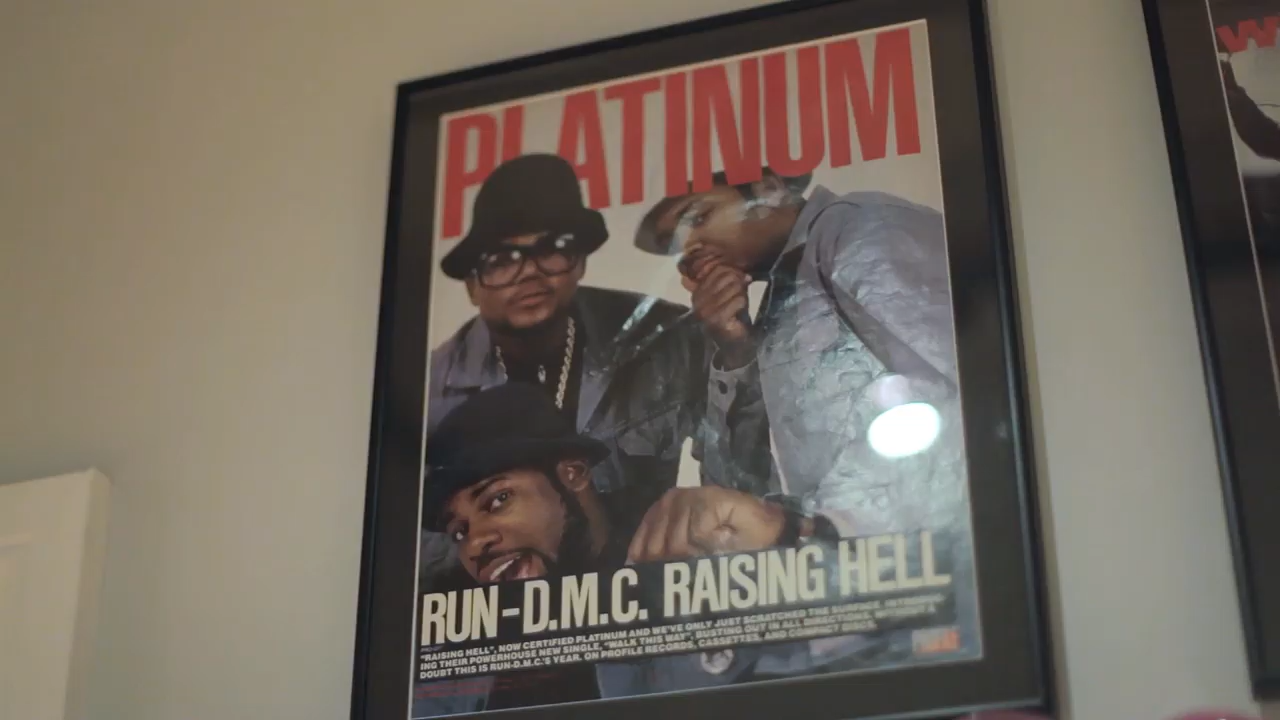 PLATINUM
RUN-D.M.C. RAISING HELL
"RAISING HELL", NOW CERTIFIED PLATINUM AND WE'VE ONLY JUST SCRATCHED THE SURFACE. INTRODUC-
ING THEIR POWERHOUSE NEW SINGLE, "WALK THIS WAY", BUSTING OUT IN ALL DIRECTIONS. WITHOUT A
DOUBT THIS IS RUN-D.M.C.'S YEAR. ON PROFILE RECORDS, CASSETTES, AND COMPACT DISCS.